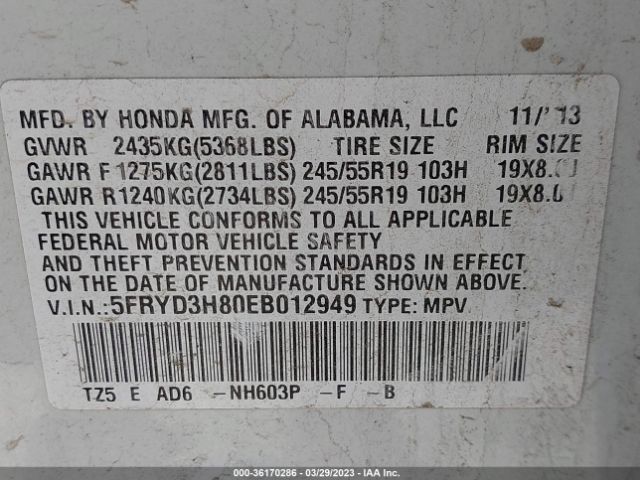 MFD. BY HONDA MFG. OF ALABAMA, LLC 11/13
GVWR 2435KG(5368LBS) TIRE SIZE RIM SIZE
GAWR F 1275KG(2811LBS) 245/55R19 103H 19X8.
GAWR R 1240KG(2734LBS) 245/55R19 103H 19X8.
THIS VEHICLE CONFORMS TO ALL APPLICABLE
FEDERAL MOTOR VEHICLE SAFETY
AND THEFT PREVENTION STANDARDS IN EFFECT
ON THE DATE OF MANUFACTURE SHOWN ABOVE.
V.I.N.:5FRYD3H80EB012949 TYPE: MPV
TZ5 E AD6 -NH603P -F -B
000-36170286 - 03/29/2023 - IAA Inc.